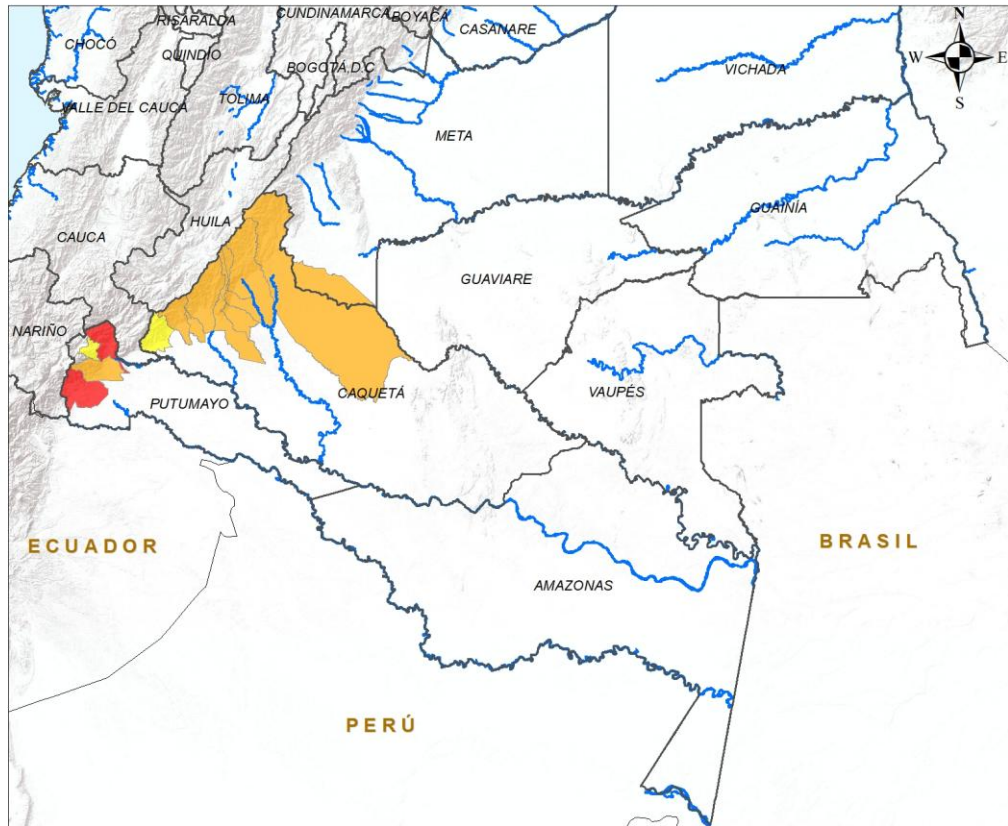 CUNDINAMARCA
BOYACÁ
RISARALDA
CASANARE
N
CHOCÓ
QUINDÍO
BOGOTÁ D.C
W
E
VICHADA
S
VALLE DEL CAUCA
TOLIMA
META
GUAINÍA
HUILA
CAUCA
GUAVIARE
NARIÑO
CAQUETÁ
VAUPÉS
PUTUMAYO
ECUADOR
BRASIL
AMAZONAS
PERÚ